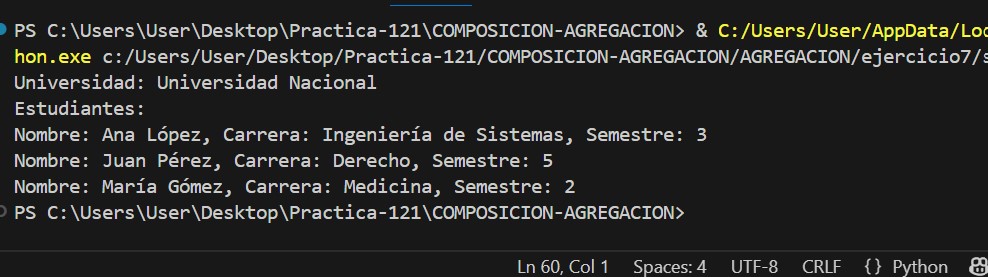 PS C:\Users\User\Desktop\Practica-121\COMPOSICION-AGREGACION> & C:/Users/User/AppData/Loc
hon.exe c:/Users/User/Desktop/Practica-121/COMPOSICION-AGREGACION/AGREGACION/ejercicio7/s
Universidad: Universidad Nacional
Estudiantes:
Nombre: Ana López, Carrera: Ingeniería de Sistemas, Semestre: 3
Nombre: Juan Pérez, Carrera: Derecho, Semestre: 5
Nombre: María Gómez, Carrera: Medicina, Semestre: 2
PS C:\Users\User\Desktop\Practica-121\COMPOSICION-AGREGACION>
Ln 60, Col 1 Spaces: 4 UTF-8 CRLF {} Python